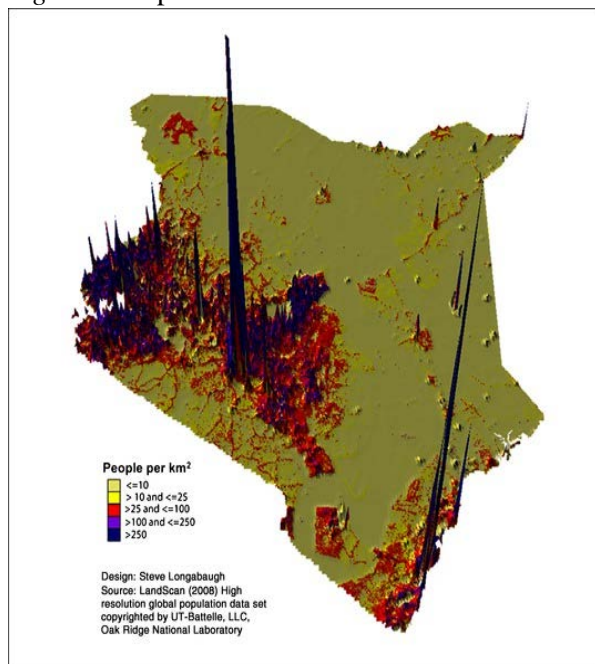 People per km²
<=10
> 10 and <=25
>25 and <=100
>100 and <=250
>250
Design: Steve Longabaugh
Source: LandScan (2008) High
resolution global population data set
copyrighted by UT-Battelle, LLC,
Oak Ridge National Laboratory